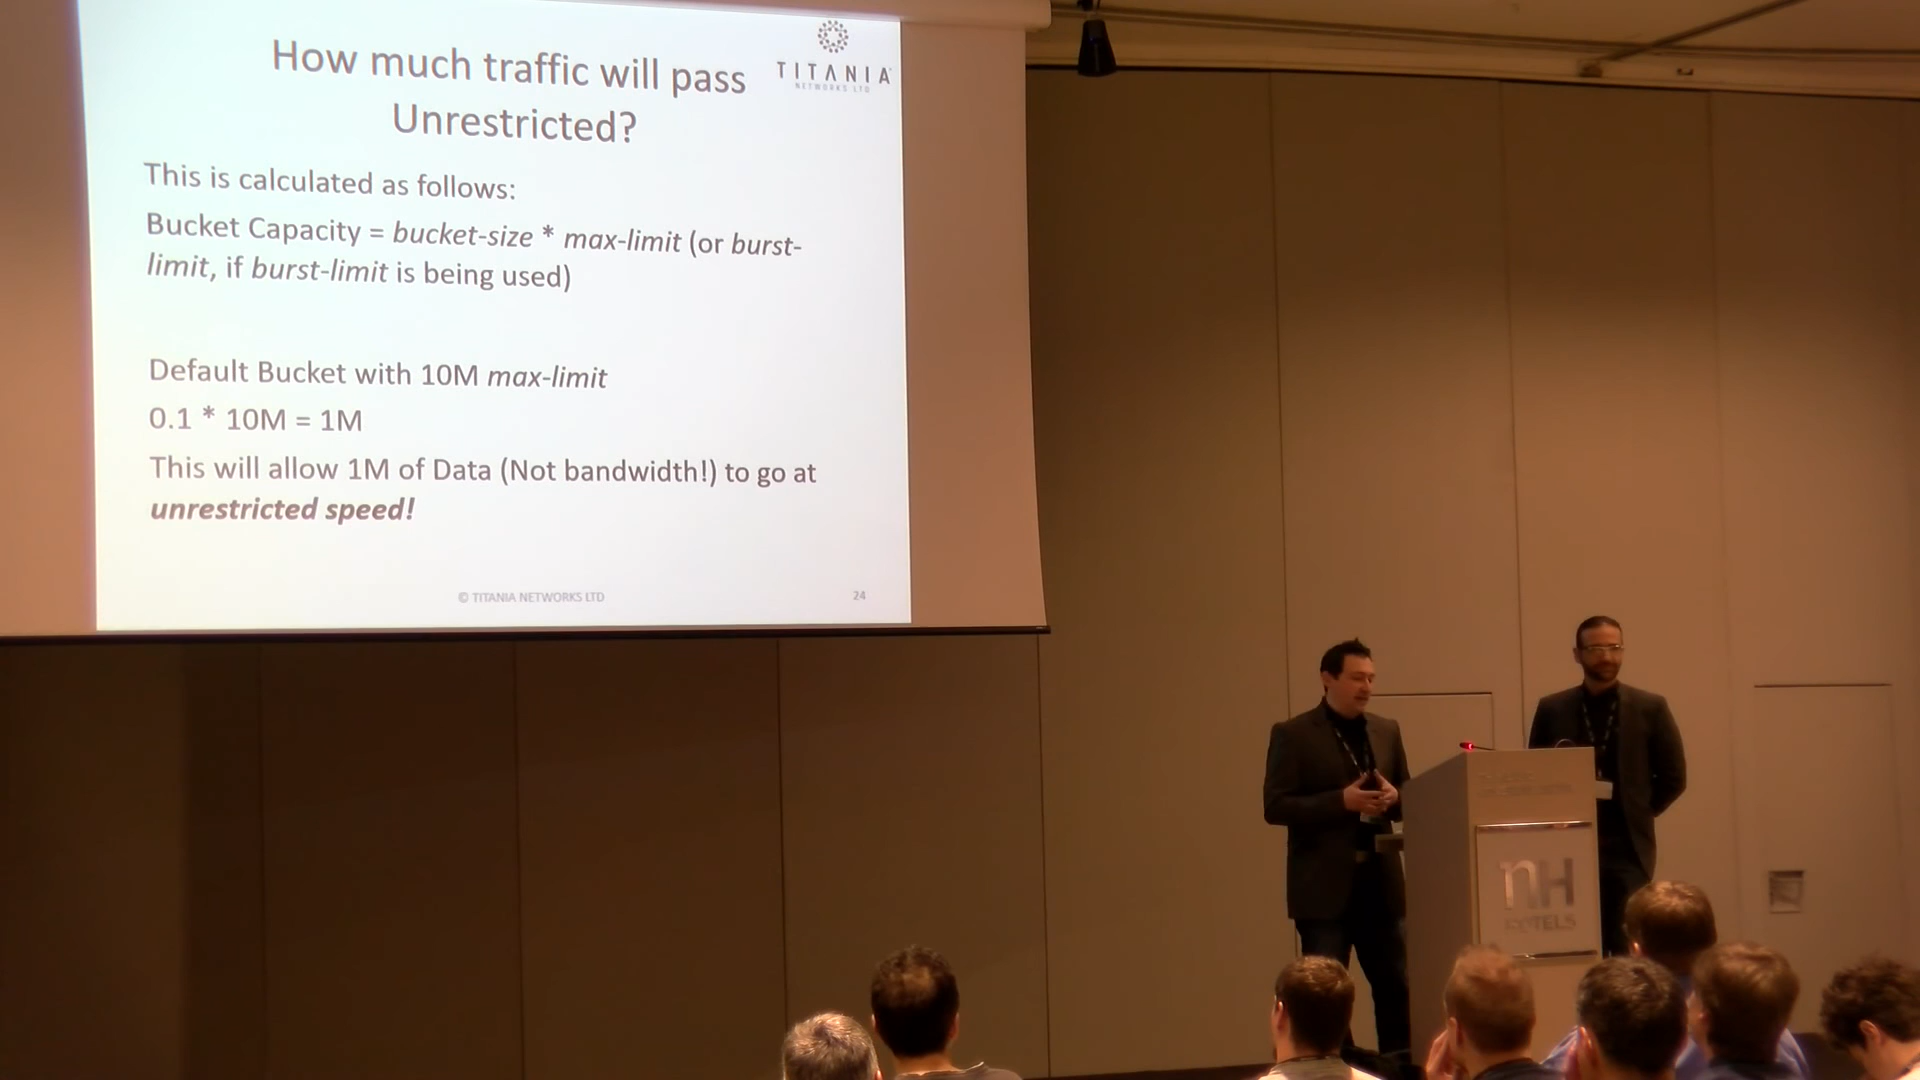 How much traffic will pass
Unrestricted?
TITANIA
NETWORKS LTD
This is calculated as follows:
Bucket Capacity = bucket-size * max-limit (or burst-
limit, if burst-limit is being used)
Default Bucket with 10M max-limit
0.1 * 10M = 1M
This will allow 1M of Data (Not bandwidth!) to go at
unrestricted speed!
© TITANIA NETWORKS LTD
24
nH
HOTELS